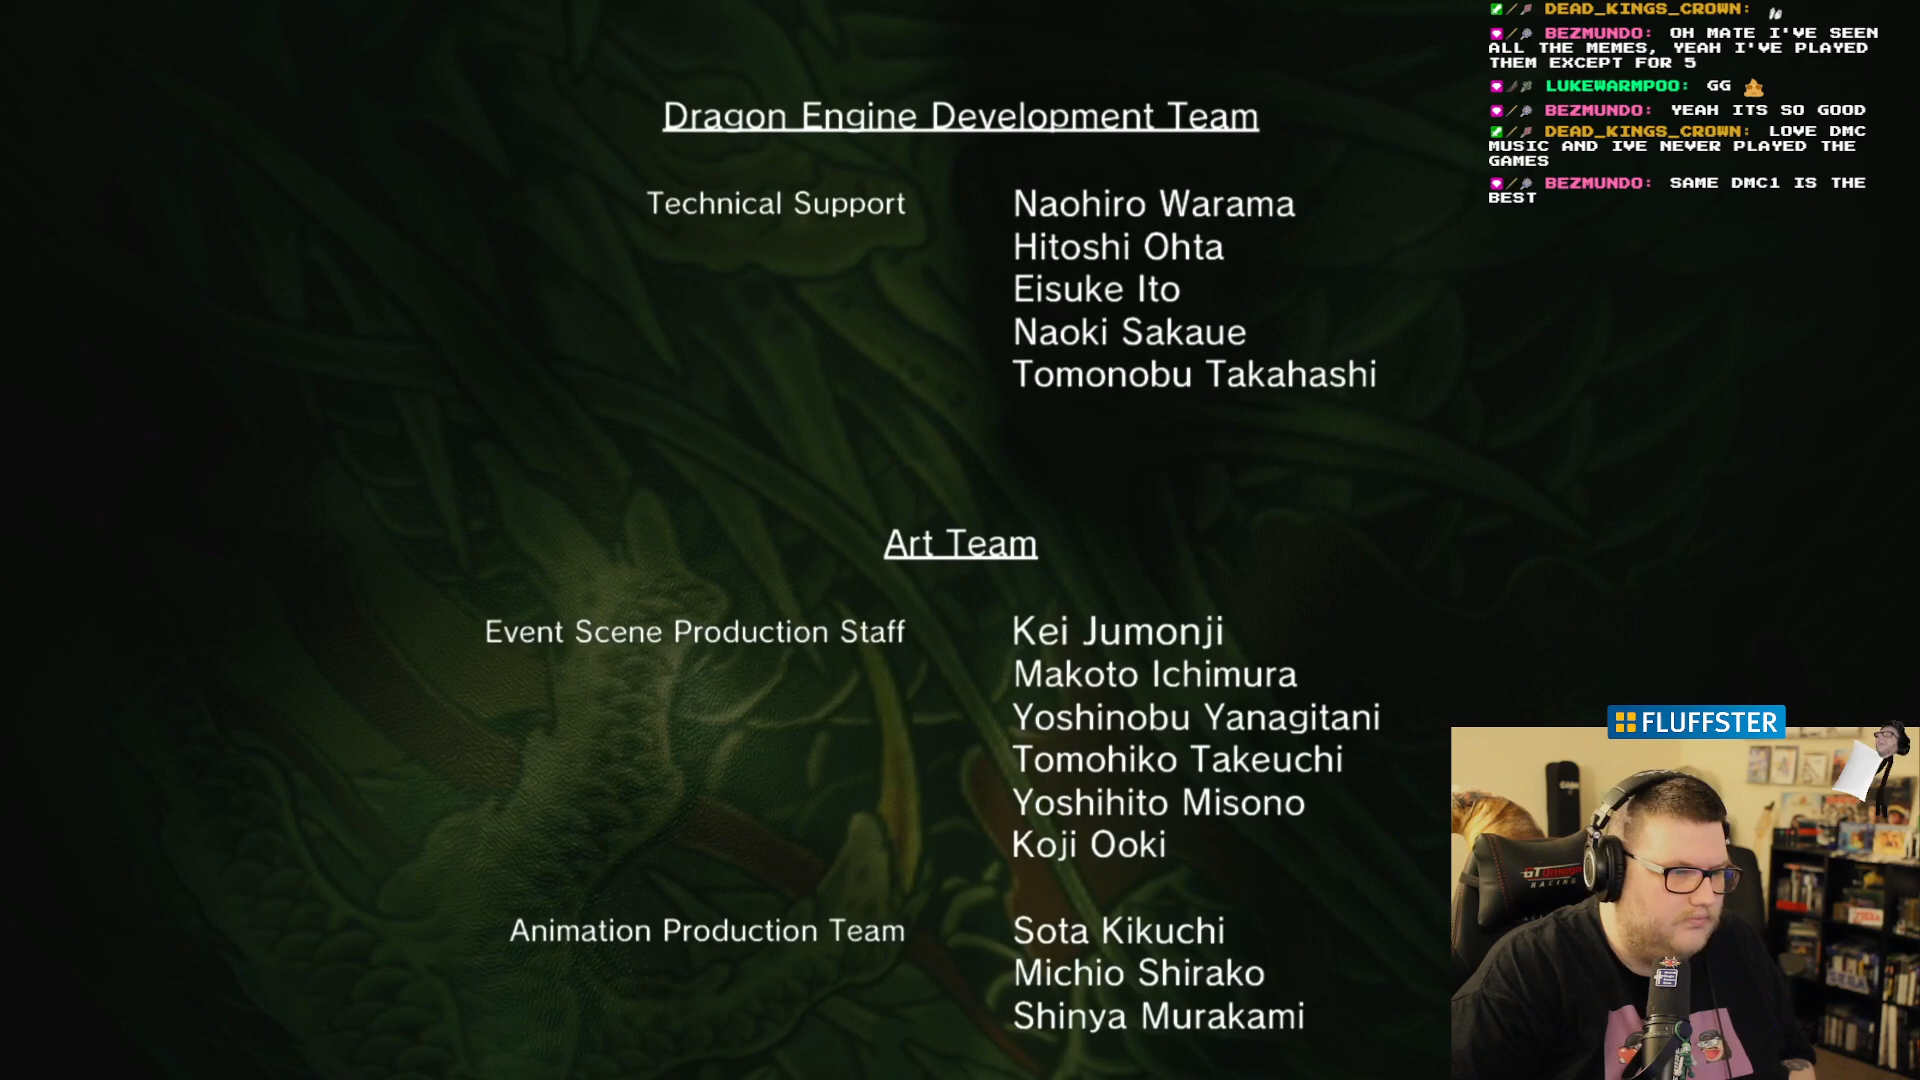 Dragon Engine Development Team
Technical Support
Naohiro Warama
Hitoshi Ohta
Eisuke Ito
Naoki Sakaue
Tomonobu Takahashi
Art Team
Event Scene Production Staff
Kei Jumonji
Makoto Ichimura
Yoshinobu Yanagitani
Tomohiko Takeuchi
Yoshihito Misono
Koji Ooki
Animation Production Team
Sota Kikuchi
Michio Shirako
Shinya Murakami
DEAD_KINGS_CROWN:
BEZMUNDO: OH MATE I'VE SEEN
ALL THE MEMES, YEAH I'VE PLAYED
THEM EXCEPT FOR 5
LUKEWARMPOO: GG
BEZMUNDO: YEAH ITS SO GOOD
DEAD_KINGS_CROWN: LOVE DMC
MUSIC AND IVE NEVER PLAYED THE
GAMES
BEZMUNDO: SAME DMC1 IS THE
BEST
FLUFFSTER
GTOmega
RACING